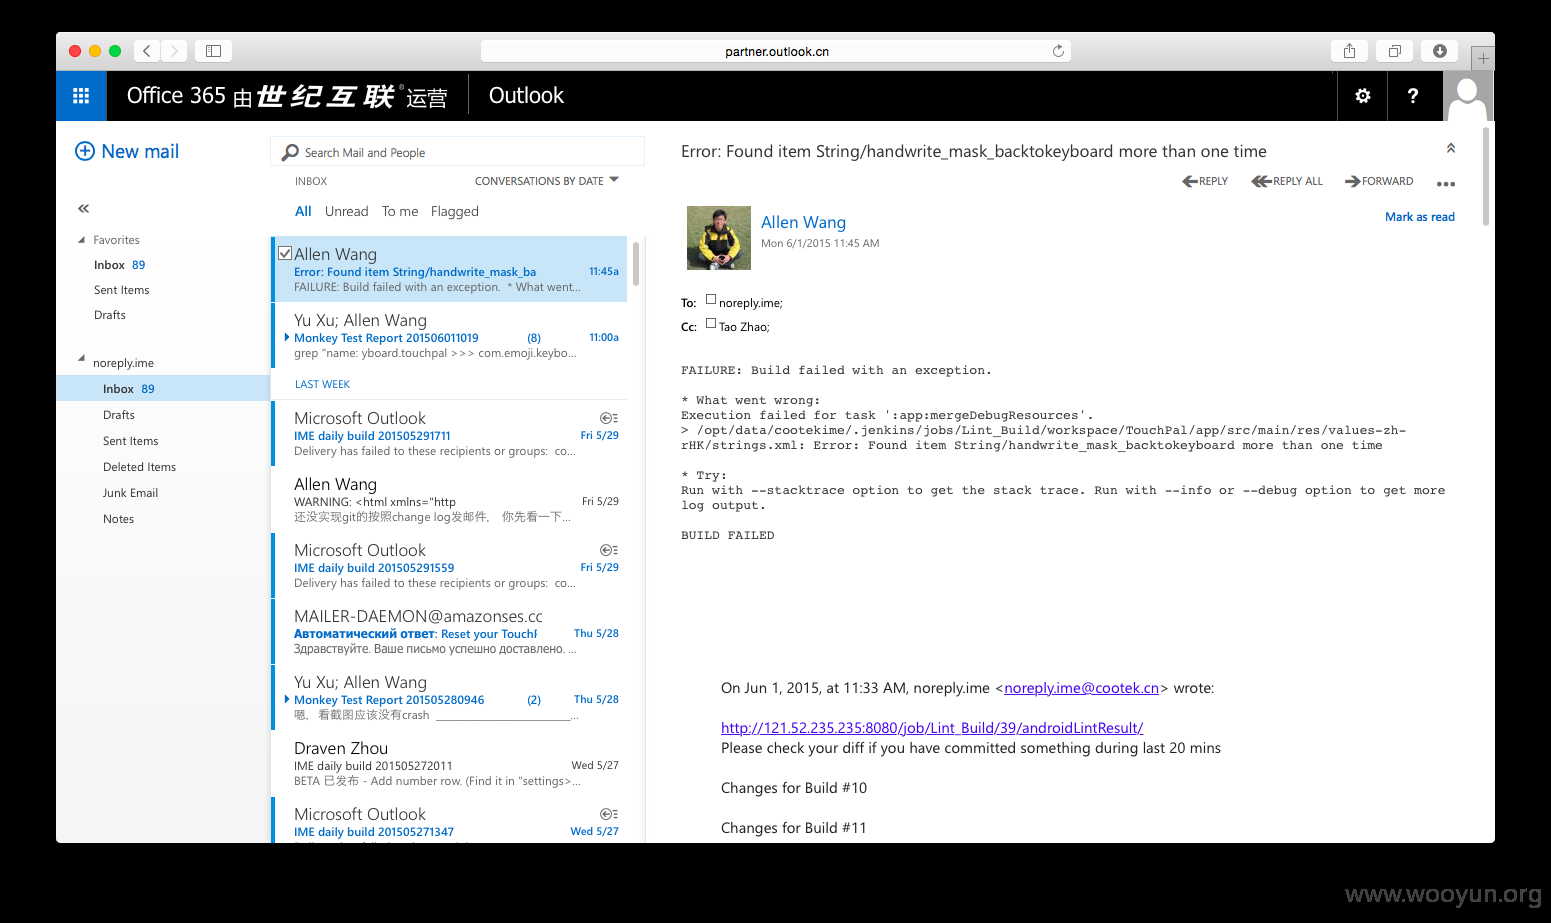 partner.outlook.cn
Office 365 由世纪互联®运营
Outlook
New mail
Favorites
Inbox 89
Sent Items
Drafts
noreply.ime
Inbox 89
Drafts
Sent Items
Deleted Items
Junk Email
Notes
Search Mail and People
INBOX
CONVERSATIONS BY DATE
All Unread To me Flagged
Allen Wang
Error: Found item String/handwrite_mask_ba 11:45a
FAILURE: Build failed with an exception. * What went...
Yu Xu; Allen Wang
Monkey Test Report 201506011019 (8) 11:00a
grep "name: yboard.touchpal >>> com.emoji.keybo...
LAST WEEK
Microsoft Outlook
IME daily build 201505291711 Fri 5/29
Delivery has failed to these recipients or groups: co...
Allen Wang
WARNING: <html xmlns="http Fri 5/29
还没实现git的按照change log发邮件， 你先看一下...
Microsoft Outlook
IME daily build 201505291559 Fri 5/29
Delivery has failed to these recipients or groups: co...
MAILER-DAEMON@amazonses.cc
Автоматический ответ: Reset your TouchF Thu 5/28
Здравствуйте. Ваше письмо успешно доставлено. ...
Yu Xu; Allen Wang
Monkey Test Report 201505280946 (2) Thu 5/28
嗯，看截图应该没有crash ______________________...
Draven Zhou
IME daily build 201505272011 Wed 5/27
BETA 已发布 - Add number row. (Find it in "settings>...
Microsoft Outlook
IME daily build 201505271347 Wed 5/27
Error: Found item String/handwrite_mask_backtokeyboard more than one time
REPLY REPLY ALL FORWARD
Mark as read
Allen Wang
Mon 6/1/2015 11:45 AM
To: noreply.ime;
Cc: Tao Zhao;
FAILURE: Build failed with an exception.
* What went wrong:
Execution failed for task ':app:mergeDebugResources'.
> /opt/data/cootekime/.jenkins/jobs/Lint_Build/workspace/TouchPal/app/src/main/res/values-zh-
rHK/strings.xml: Error: Found item String/handwrite_mask_backtokeyboard more than one time
* Try:
Run with --stacktrace option to get the stack trace. Run with --info or --debug option to get more
log output.
BUILD FAILED
On Jun 1, 2015, at 11:33 AM, noreply.ime <noreply.ime@cootek.cn> wrote:
http://121.52.235.235:8080/job/Lint_Build/39/androidLintResult/
Please check your diff if you have committed something during last 20 mins
Changes for Build #10
Changes for Build #11
www.wooyun.org